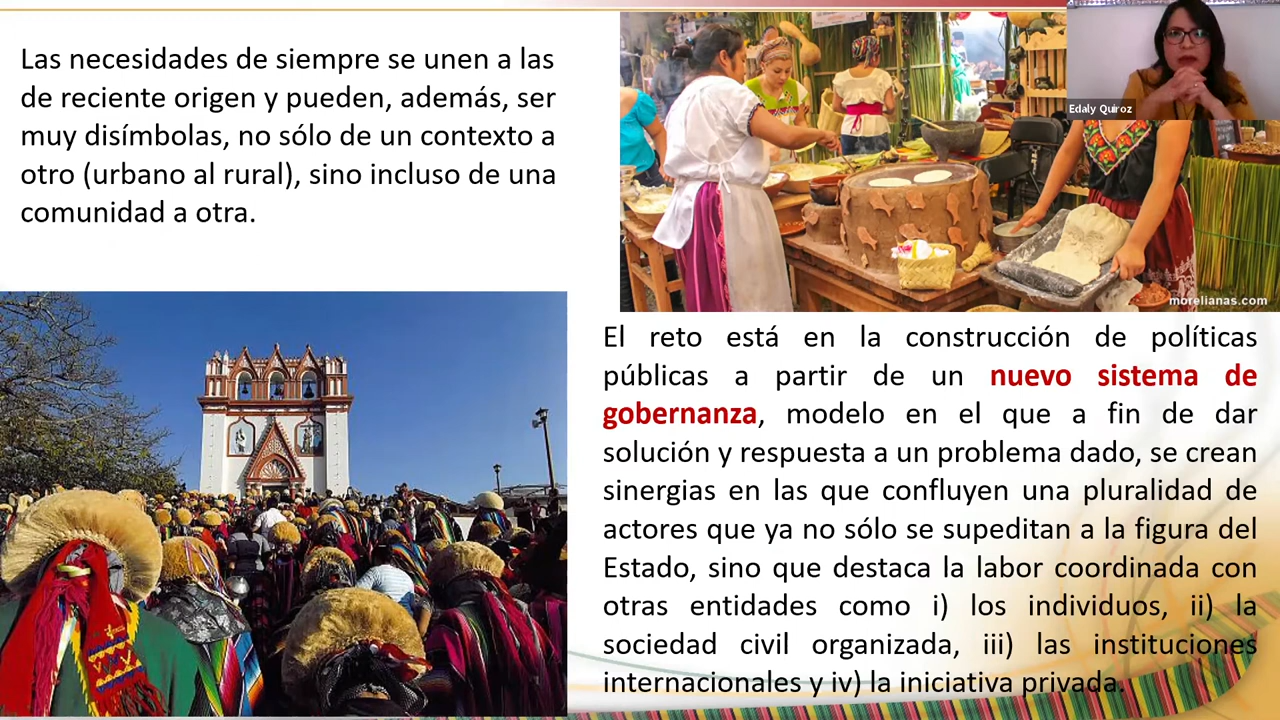 Las necesidades de siempre se unen a las
de reciente origen y pueden, además, ser
muy disímbolas, no sólo de un contexto a
otro (urbano al rural), sino incluso de una
comunidad a otra.
Edaly Quiroz
morelianas.com
El reto está en la construcción de políticas
públicas a partir de un nuevo sistema de
gobernanza, modelo en el que a fin de dar
solución y respuesta a un problema dado, se crean
sinergias en las que confluyen una pluralidad de
actores que ya no sólo se supeditan a la figura del
Estado, sino que destaca la labor coordinada con
otras entidades como i) los individuos, ii) la
sociedad civil organizada, iii) las instituciones
internacionales y iv) la iniciativa privada.